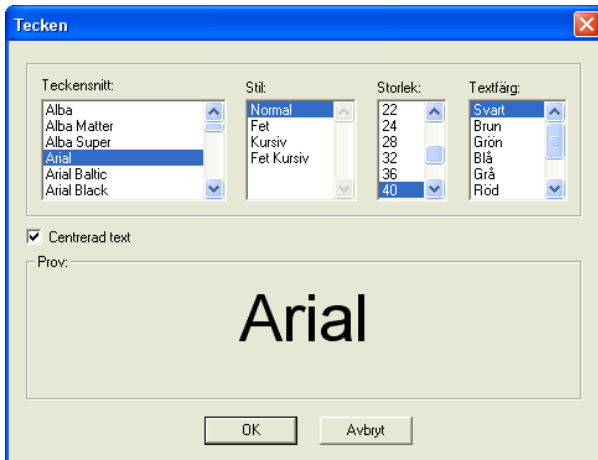 Tecken
Teckensnitt:
Alba
Alba Matter
Alba Super
Arial
Arial Baltic
Arial Black
Stil:
Normal
Fet
Kursiv
Fet Kursiv
Storlek:
22
24
28
32
36
40
Textfärg:
Svart
Brun
Grön
Blå
Grå
Röd
Centrerad text
Prov:
Arial
OK
Avbryt